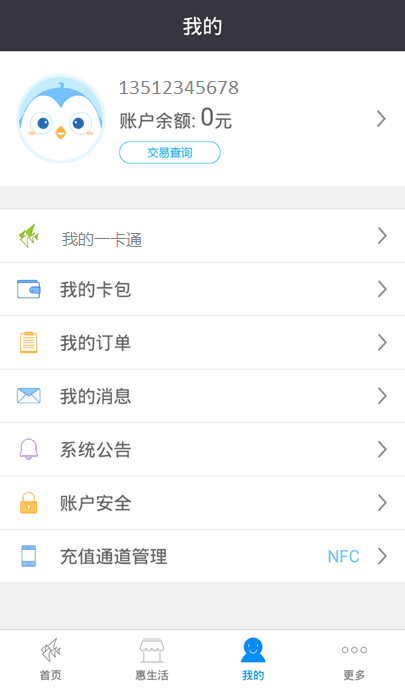 我的
13512345678
账户余额: 0元
交易查询
我的一卡通
我的卡包
我的订单
我的消息
系统公告
账户安全
充值通道管理 NFC
首页 惠生活 我的 更多